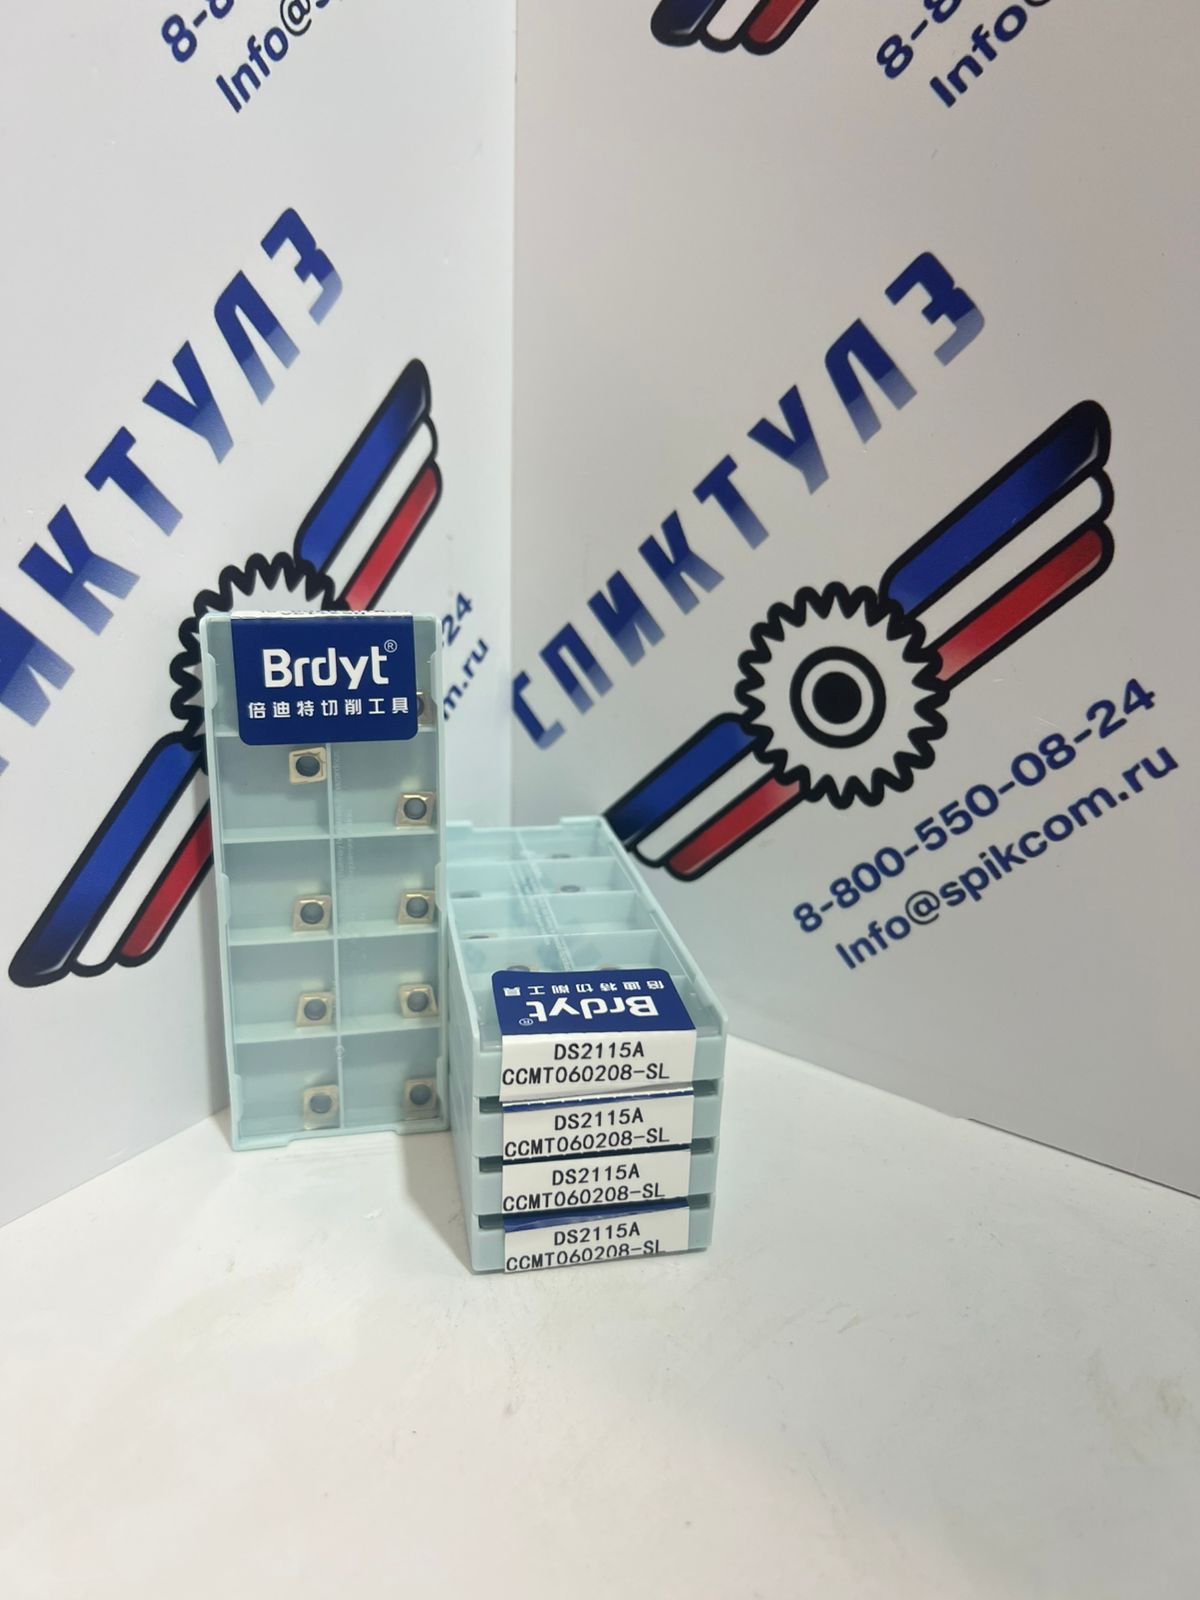 8-8
Info@s
8-8
Info@
ИКТУЛЗ
-24
m.ru
СПИКТУЛЗ
8-800-550-08-24
Info@spikcom.ru
Brdyt®
倍迪特切削工具
Brdyt®
倍迪特切削工具
DS2115A
CCMT060208-SL
DS2115A
CCMT060208-SL
DS2115A
CCMT060208-SL
DS2115A
CCMT060208-SL